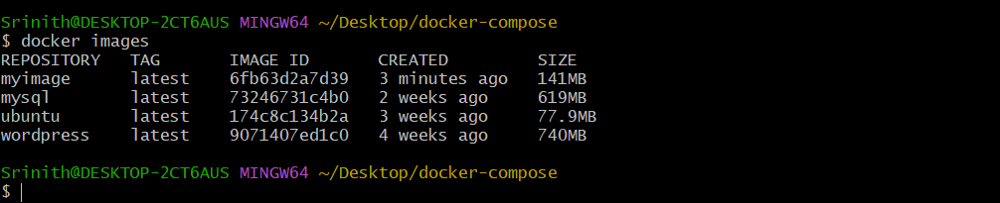 Srinith@DESKTOP-2CT6AUS MINGW64 ~/Desktop/docker-compose
$ docker images
REPOSITORY   TAG       IMAGE ID       CREATED         SIZE
myimage      latest    6fb63d2a7d39   3 minutes ago   141MB
mysql        latest    73246731c4b0   2 weeks ago     619MB
ubuntu       latest    174c8c134b2a   3 weeks ago     77.9MB
wordpress    latest    9071407ed1c0   4 weeks ago     740MB
Srinith@DESKTOP-2CT6AUS MINGW64 ~/Desktop/docker-compose
$